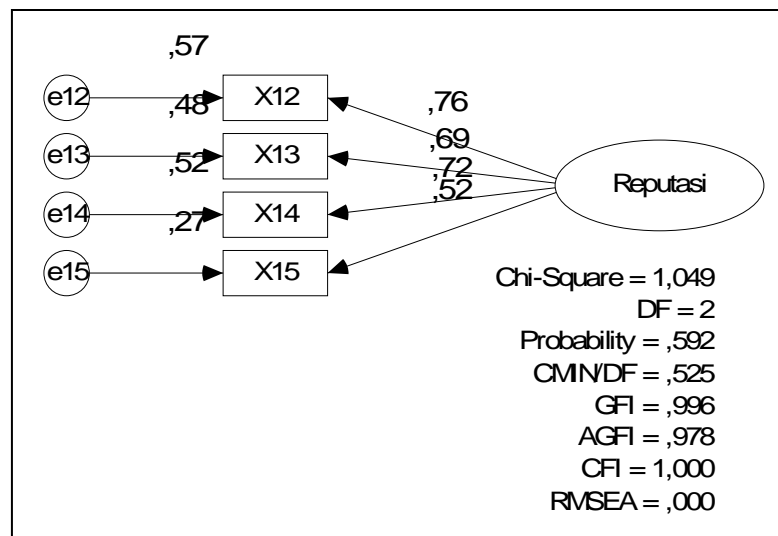 ,57
e12
X12
,76
,48
,69
e13
X13
,52
,72
Reputasi
,52
e14
X14
,27
e15
X15
Chi-Square = 1,049
DF = 2
Probability = ,592
CMIN/DF = ,525
GFI = ,996
AGFI = ,978
CFI = 1,000
RMSEA = ,000